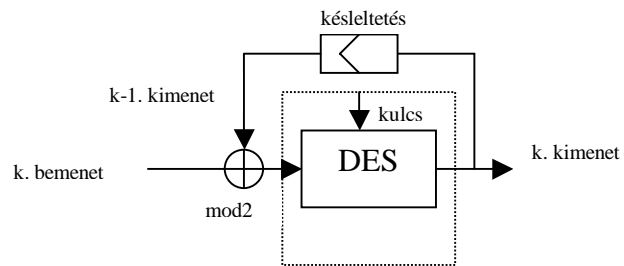 késleltetés
k-1. kimenet
kulcs
DES
k. bemenet
k. kimenet
mod2